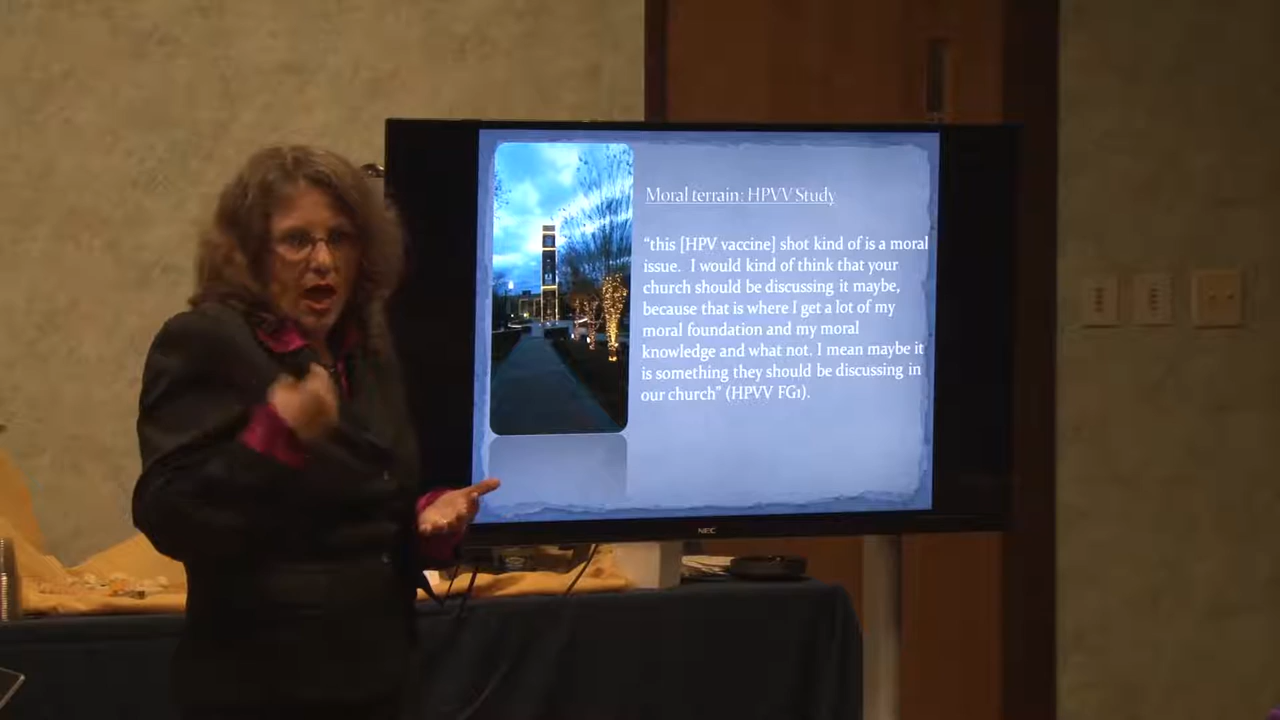 Moral terrain: HPVV Study
“this [HPV vaccine] shot kind of is a moral
issue.  I would kind of think that your
church should be discussing it maybe,
because that is where I get a lot of my
moral foundation and my moral
knowledge and what not. I mean maybe it
is something they should be discussing in
our church” (HPVV FG1).
NEC